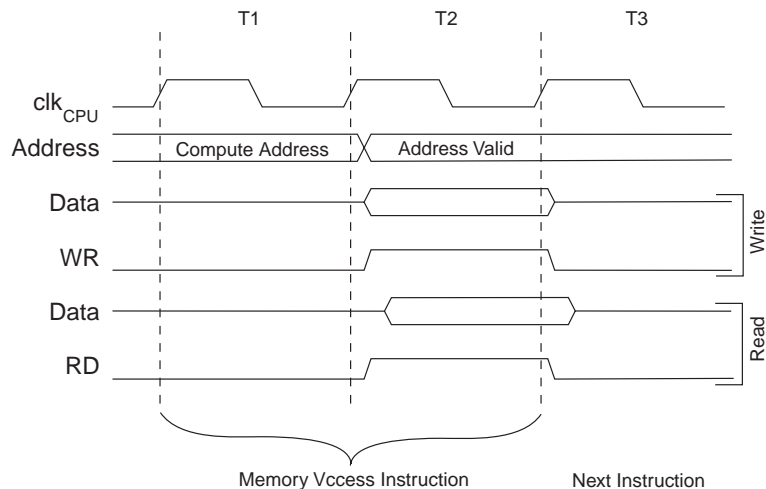 T1 T2 T3
clkCPU
Address Compute Address Address Valid
Data
WR
Write
Data
RD
Read
Memory Vccess Instruction Next Instruction